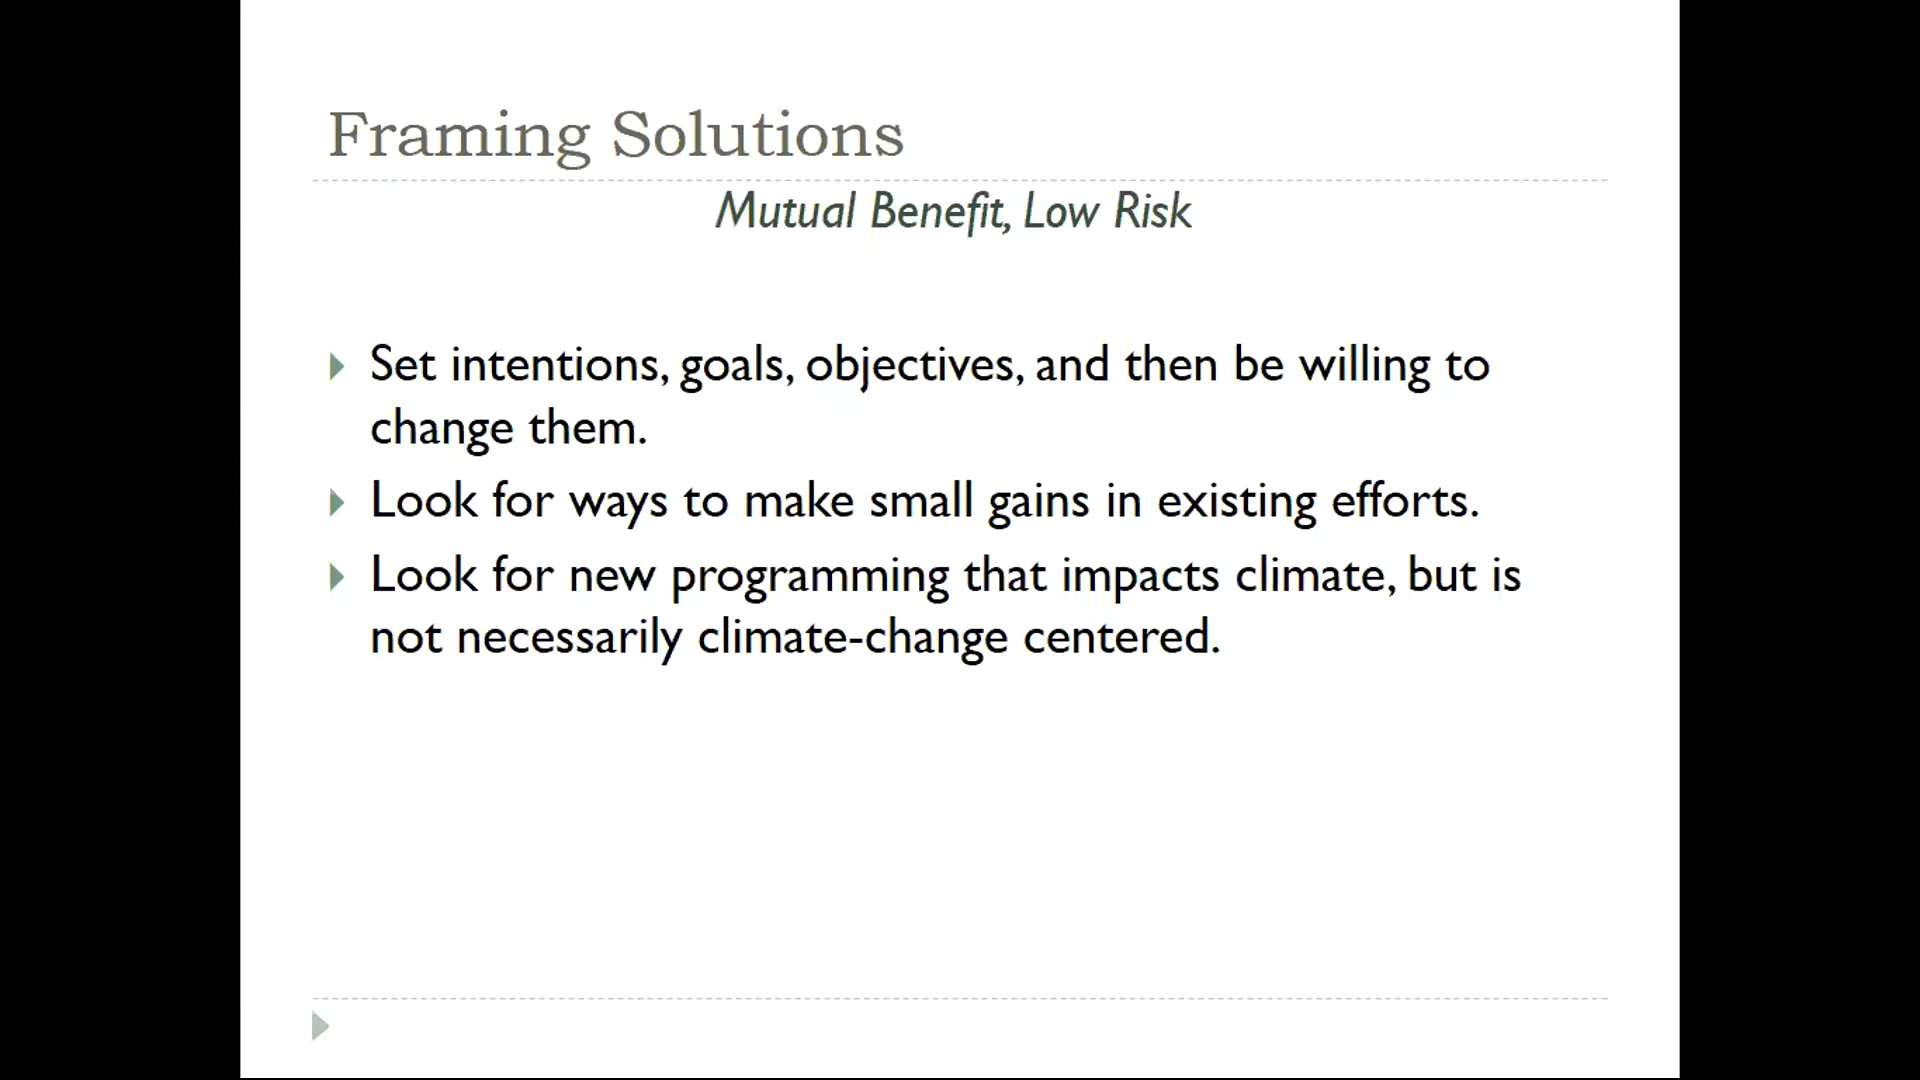 Framing Solutions
Mutual Benefit, Low Risk
Set intentions, goals, objectives, and then be willing to
change them.
Look for ways to make small gains in existing efforts.
Look for new programming that impacts climate, but is
not necessarily climate-change centered.